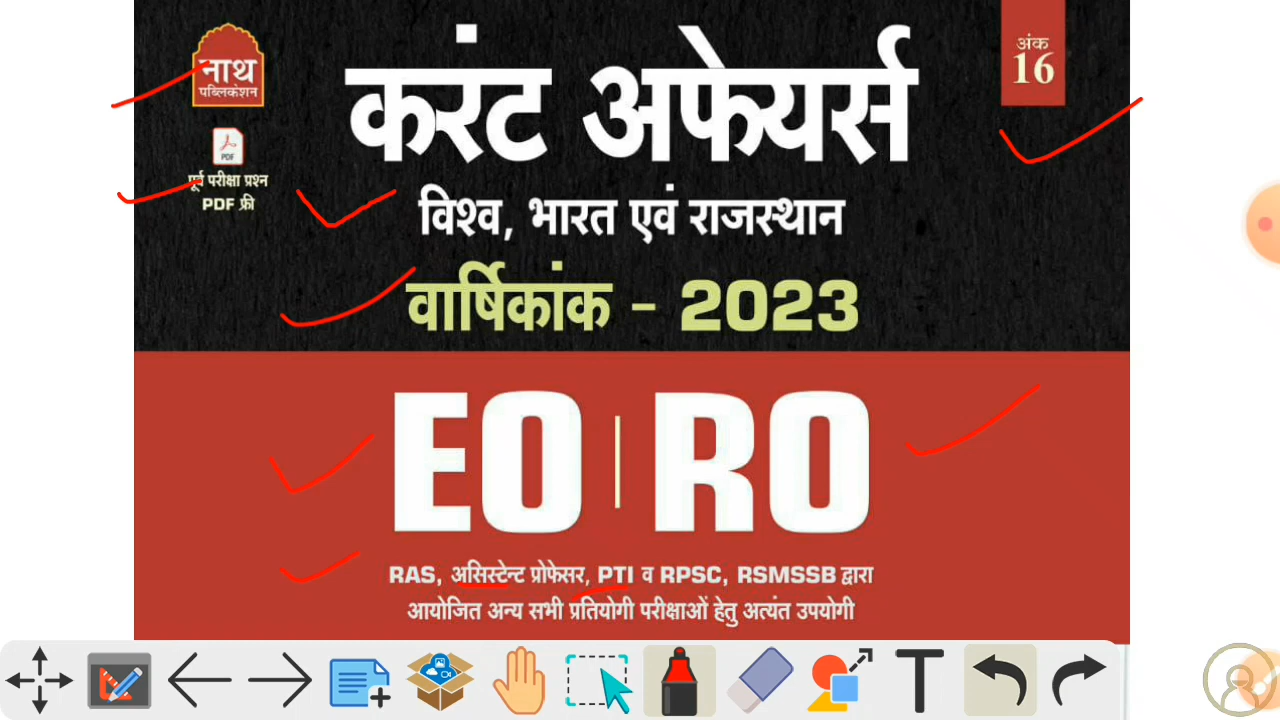 नाथ
पब्लिकेशन
PDF
पूर्व परीक्षा प्रश्न
PDF फ्री
करंट अफेयर्स
अंक
16
विश्व, भारत एवं राजस्थान
वार्षिकांक - 2023
EO | RO
RAS, असिस्टेन्ट प्रोफेसर, PTI व RPSC, RSMSSB द्वारा
आयोजित अन्य सभी प्रतियोगी परीक्षाओं हेतु अत्यंत उपयोगी
T